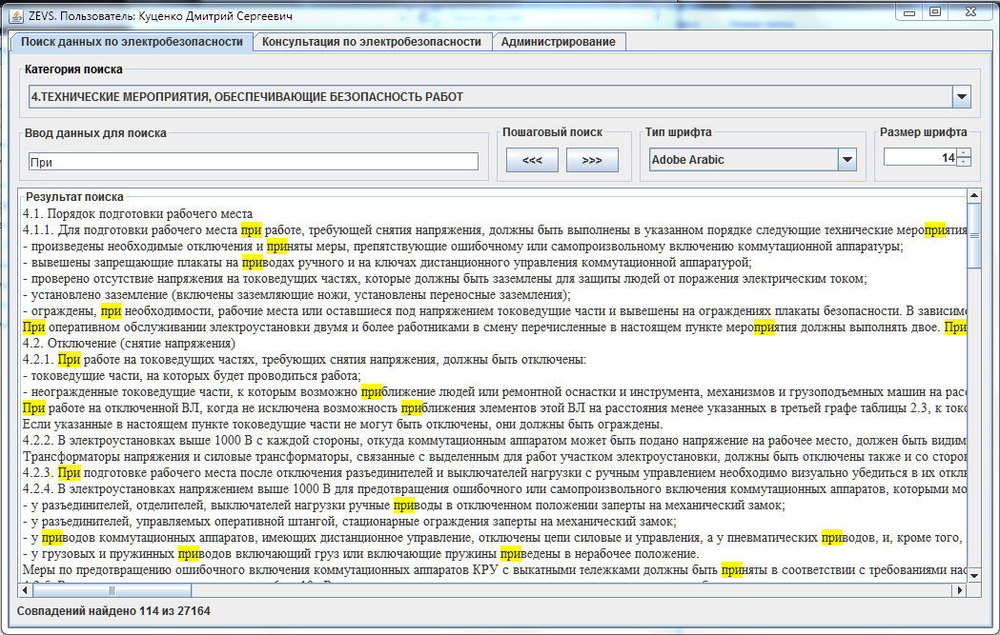 ZEVS. Пользователь: Куценко Дмитрий Сергеевич
Поиск данных по электробезопасности Консультация по электробезопасности Администрирование
Категория поиска
4.ТЕХНИЧЕСКИЕ МЕРОПРИЯТИЯ, ОБЕСПЕЧИВАЮЩИЕ БЕЗОПАСНОСТЬ РАБОТ
Ввод данных для поиска Пошаговый поиск Тип шрифта Размер шрифта
При <<< >>> Adobe Arabic 14
Результат поиска
4.1. Порядок подготовки рабочего места
4.1.1. Для подготовки рабочего места при работе, требующей снятия напряжения, должны быть выполнены в указанном порядке следующие технические мероприятия
- произведены необходимые отключения и приняты меры, препятствующие ошибочному или самопроизвольному включению коммутационной аппаратуры;
- вывешены запрещающие плакаты на приводах ручного и на ключах дистанционного управления коммутационной аппаратурой;
- проверено отсутствие напряжения на токоведущих частях, которые должны быть заземлены для защиты людей от поражения электрическим током;
- установлено заземление (включены заземляющие ножи, установлены переносные заземления);
- ограждены, при необходимости, рабочие места или оставшиеся под напряжением токоведущие части и вывешены на ограждениях плакаты безопасности. В зависимо
При оперативном обслуживании электроустановки двумя и более работниками в смену перечисленные в настоящем пункте мероприятия должны выполнять двое. При
4.2. Отключение (снятие напряжения)
4.2.1. При работе на токоведущих частях, требующих снятия напряжения, должны быть отключены:
- токоведущие части, на которых будет проводиться работа;
- неогражденные токоведущие части, к которым возможно приближение людей или ремонтной оснастки и инструмента, механизмов и грузоподъемных машин на расс
При работе на отключенной ВЛ, когда не исключена возможность приближения элементов этой ВЛ на расстояния менее указанных в третьей графе таблицы 2.3, к токо
Если указанные в настоящем пункте токоведущие части не могут быть отключены, они должны быть ограждены.
4.2.2. В электроустановках выше 1000 В с каждой стороны, откуда коммутационным аппаратом может быть подано напряжение на рабочее место, должен быть видим
Трансформаторы напряжения и силовые трансформаторы, связанные с выделенным для работ участком электроустановки, должны быть отключены также и со сторо
4.2.3. При подготовке рабочего места после отключения разъединителей и выключателей нагрузки с ручным управлением необходимо визуально убедиться в их откл
4.2.4. В электроустановках напряжением выше 1000 В для предотвращения ошибочного или самопроизвольного включения коммутационных аппаратов, которыми мо
- у разъединителей, отделителей, выключателей нагрузки ручные приводы в отключенном положении заперты на механический замок;
- у разъединителей, управляемых оперативной штангой, стационарные ограждения заперты на механический замок;
- у приводов коммутационных аппаратов, имеющих дистанционное управление, отключены цепи силовые и управления, а у пневматических приводов, и, кроме того,
- у грузовых и пружинных приводов включающий груз или включающие пружины приведены в нерабочее положение.
Меры по предотвращению ошибочного включения коммутационных аппаратов КРУ с выкатными тележками должны быть приняты в соответствии с требованиями нас
Совпадений найдено 114 из 27164